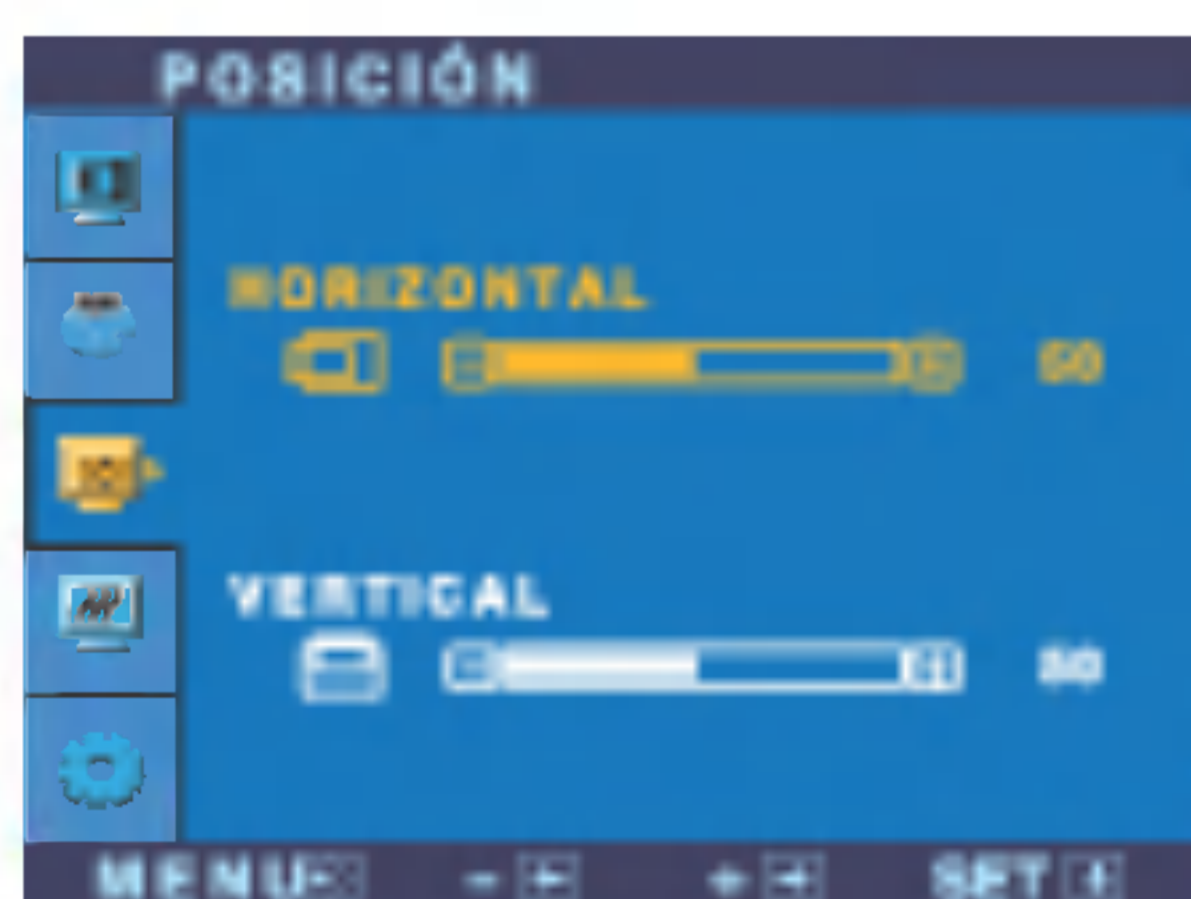 POSICIÓN
HORIZONTAL
50
VERTICAL
50
MENU - + SET